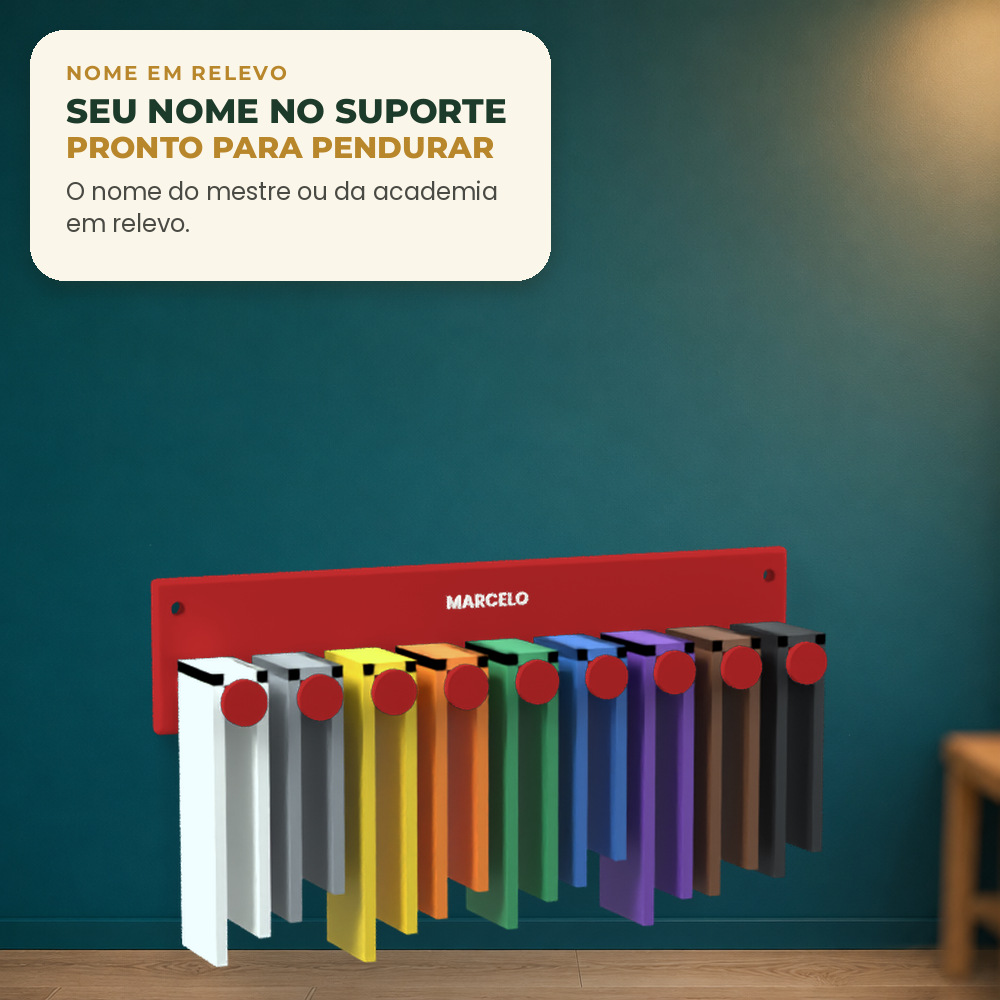 NOME EM RELEVO
SEU NOME NO SUPORTE
PRONTO PARA PENDURAR
O nome do mestre ou da academia
em relevo.
MARCELO